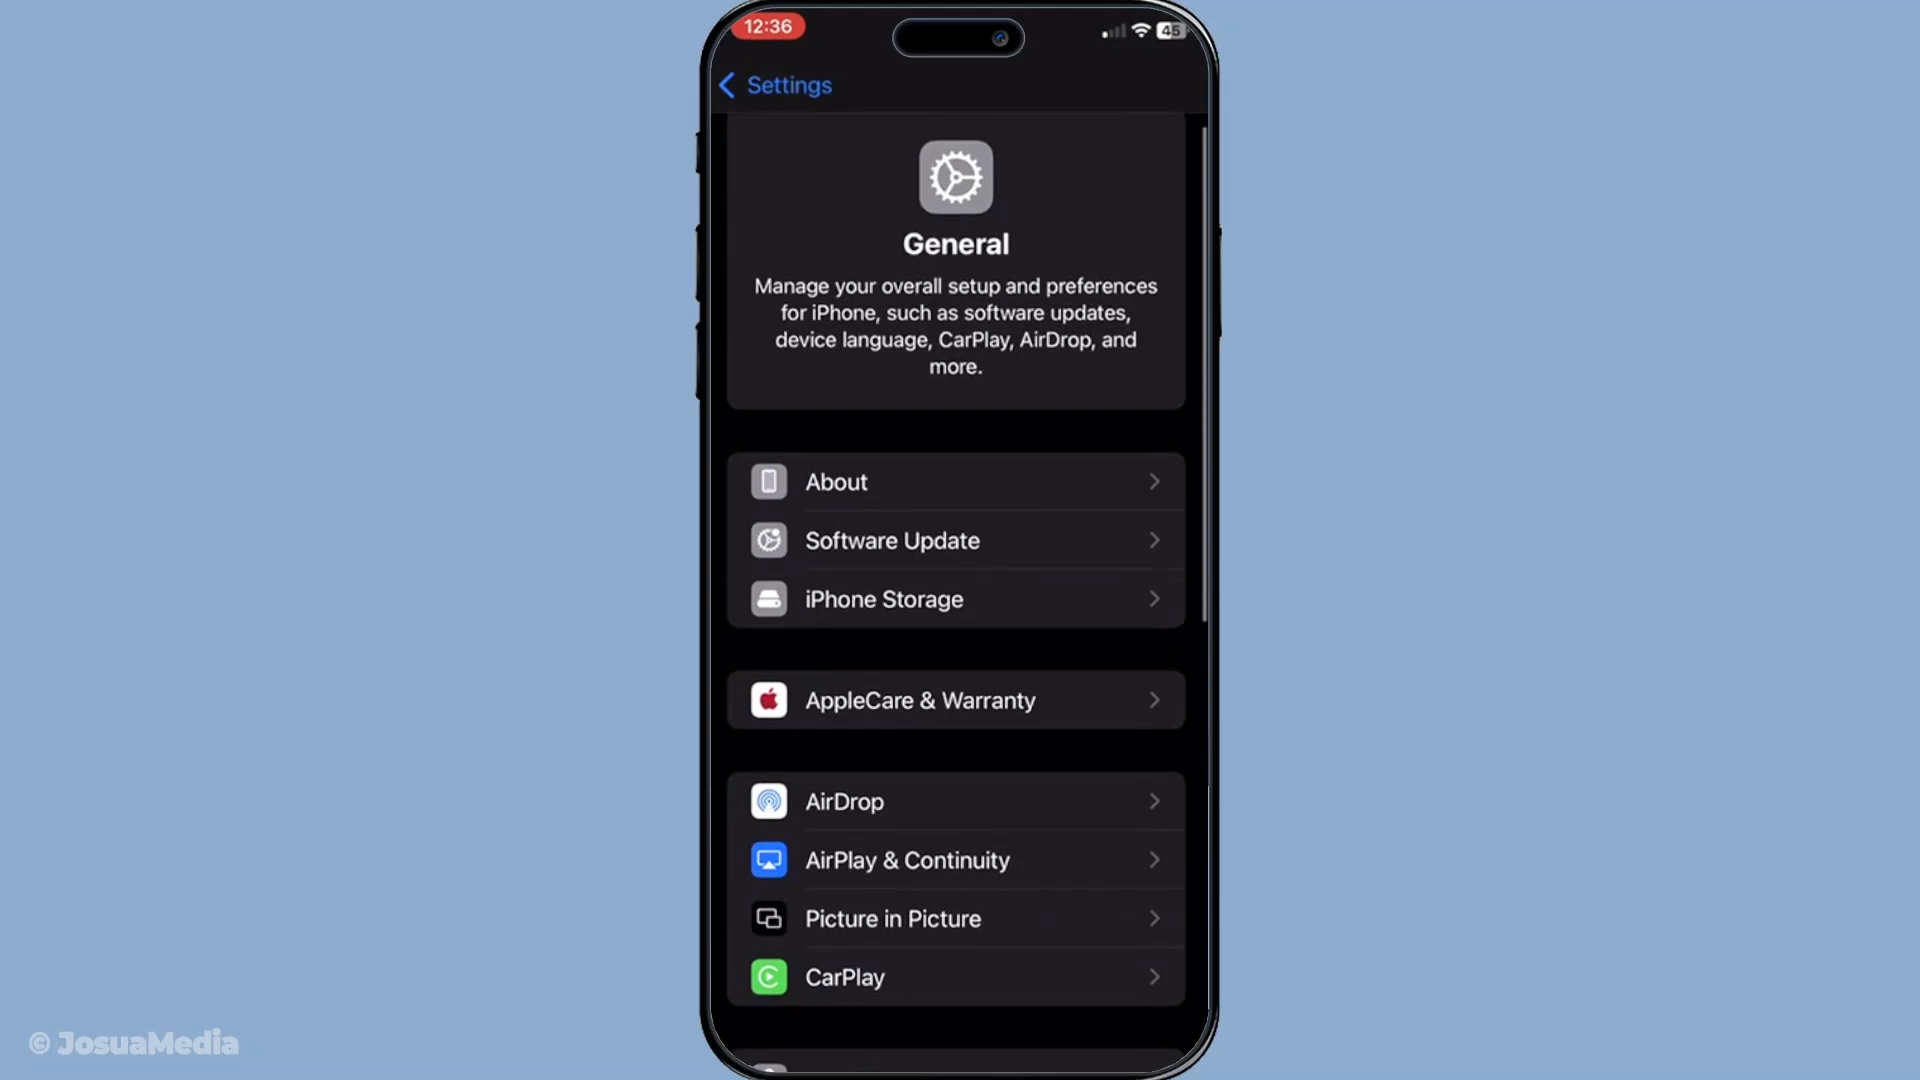 12:36
45
Settings
General
Manage your overall setup and preferences
for iPhone, such as software updates,
device language, CarPlay, AirDrop, and
more.
About
Software Update
iPhone Storage
AppleCare & Warranty
AirDrop
AirPlay & Continuity
Picture in Picture
CarPlay
© JosuaMedia